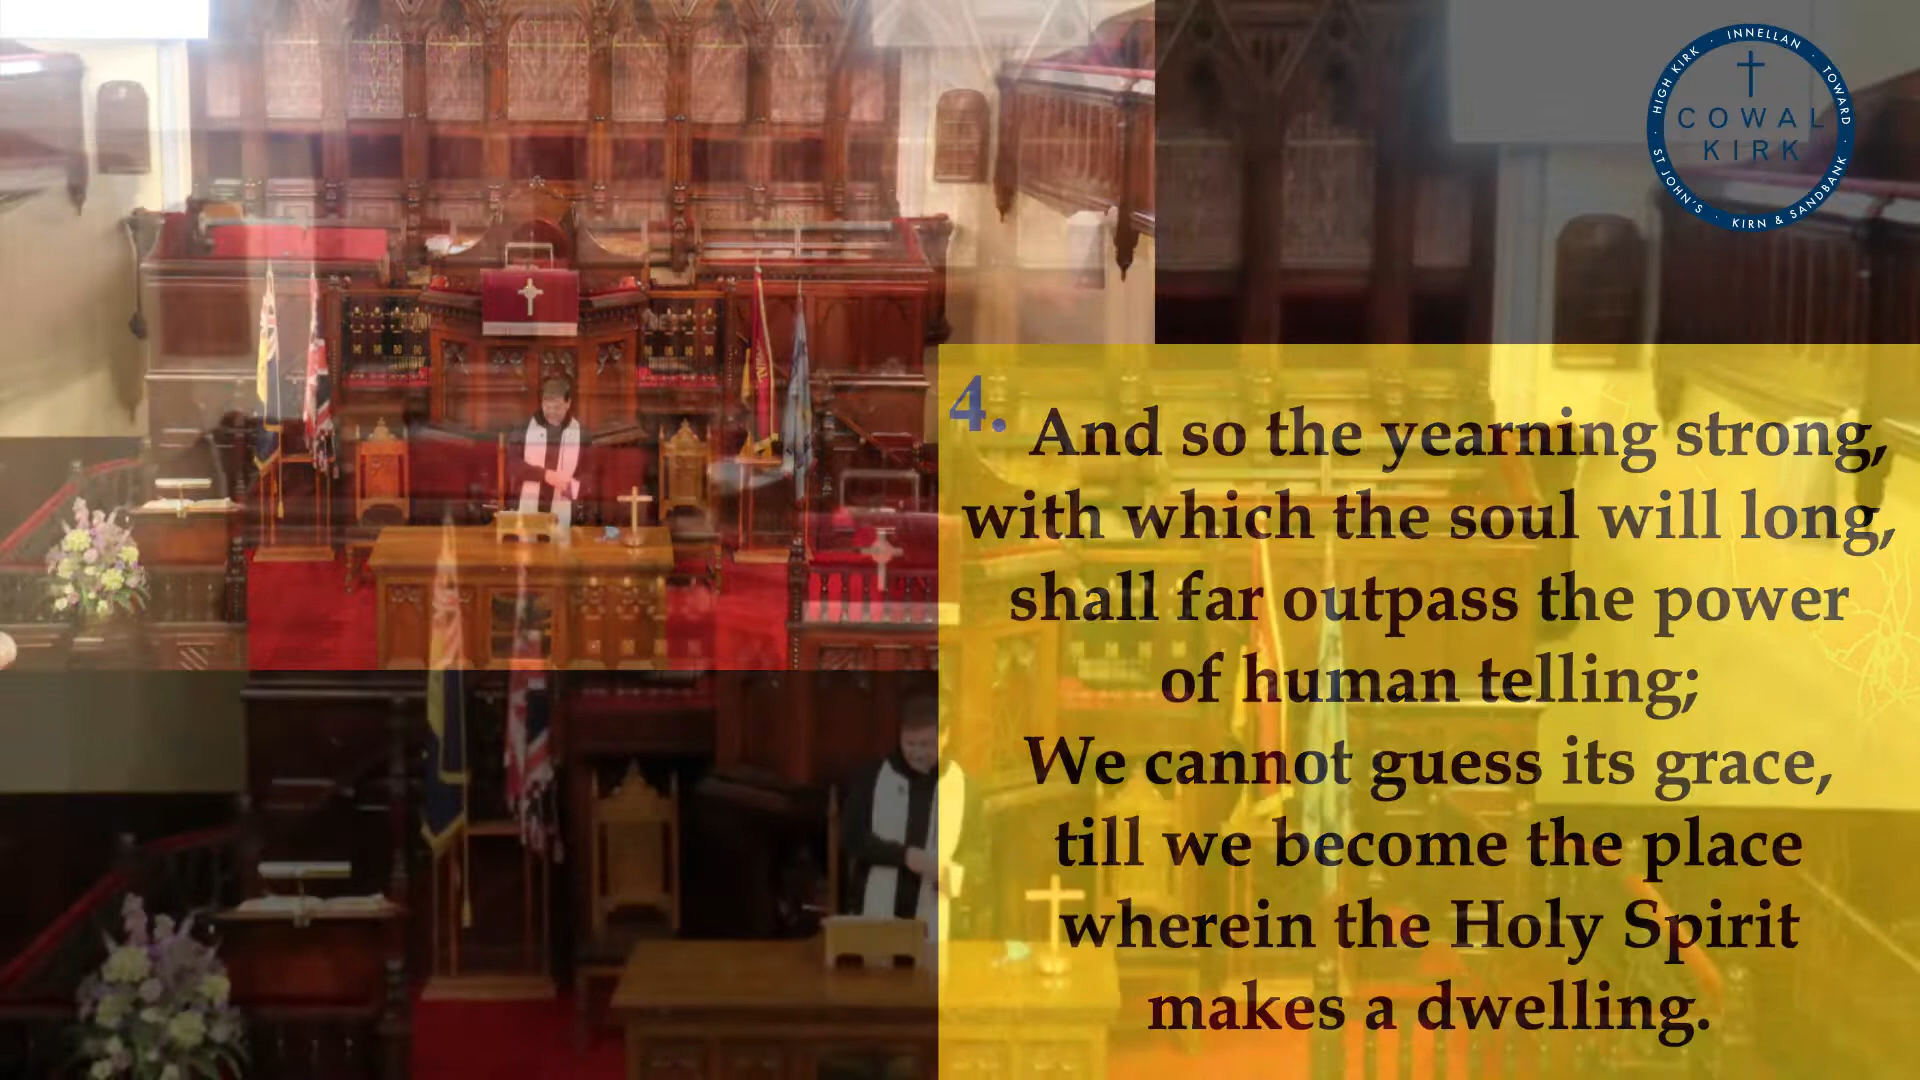 HIGH KIRK · INNELLAN · TOWARD · KIRN & SANDBANK · ST JOHN'S ·
COWAL
KIRK
4.
And so the yearning strong,
with which the soul will long,
shall far outpass the power
of human telling;
We cannot guess its grace,
till we become the place
wherein the Holy Spirit
makes a dwelling.